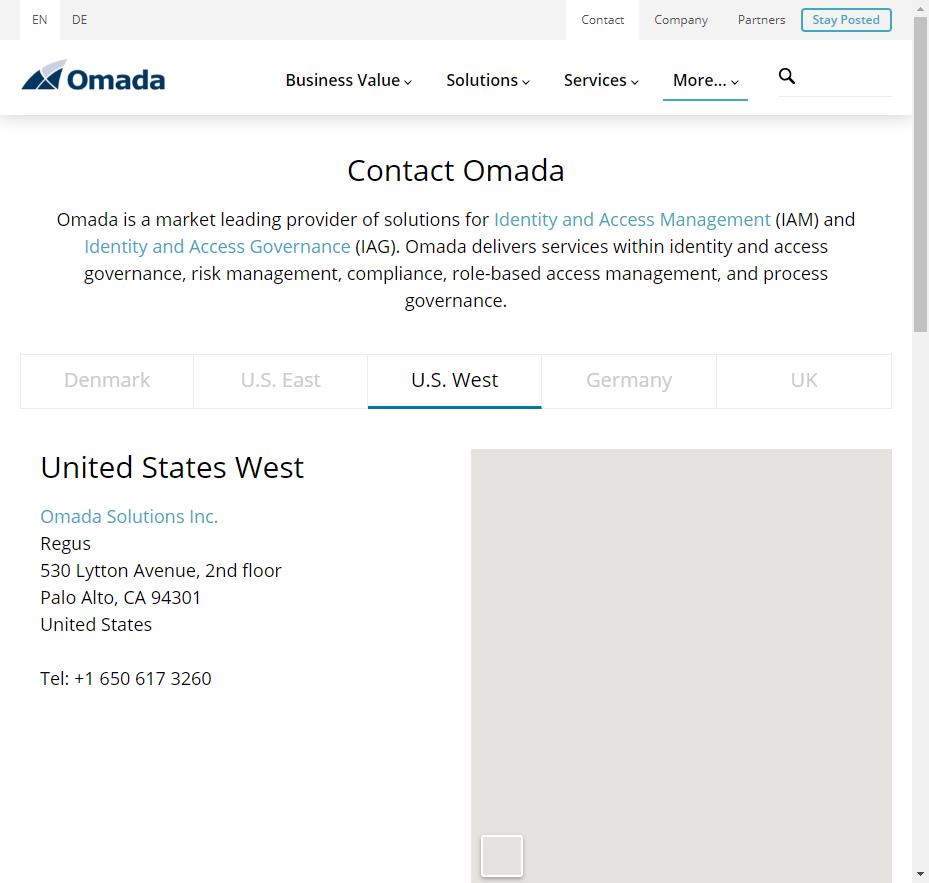 EN DE Contact Company Partners Stay Posted
Omada Business Value Solutions Services More...
Contact Omada
Omada is a market leading provider of solutions for Identity and Access Management (IAM) and
Identity and Access Governance (IAG). Omada delivers services within identity and access
governance, risk management, compliance, role-based access management, and process
governance.
Denmark U.S. East U.S. West Germany UK
United States West
Omada Solutions Inc.
Regus
530 Lytton Avenue, 2nd floor
Palo Alto, CA 94301
United States
Tel: +1 650 617 3260